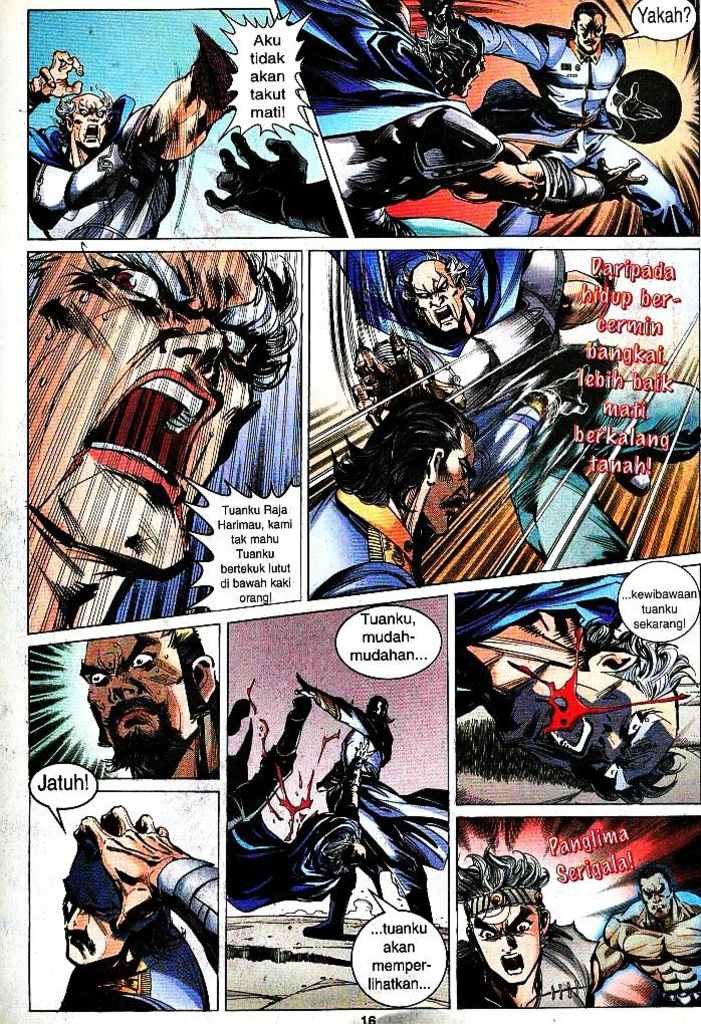 Aku
tidak
akan
takut
mati!
Yakah?
Tuanku Raja
Harimau, kami
tak mahu
Tuanku
bertekuk lutut
di bawah kaki
orang!
Daripada
hidup ber-
cermin
bangkai,
lebih baik
mati
berkalang
tanah!
Jatuh!
Tuanku,
mudah-
mudahan...
...tuanku
akan
memper-
lihatkan...
...kewibawaan
tuanku
sekarang!
Panglima
Serigala!
16